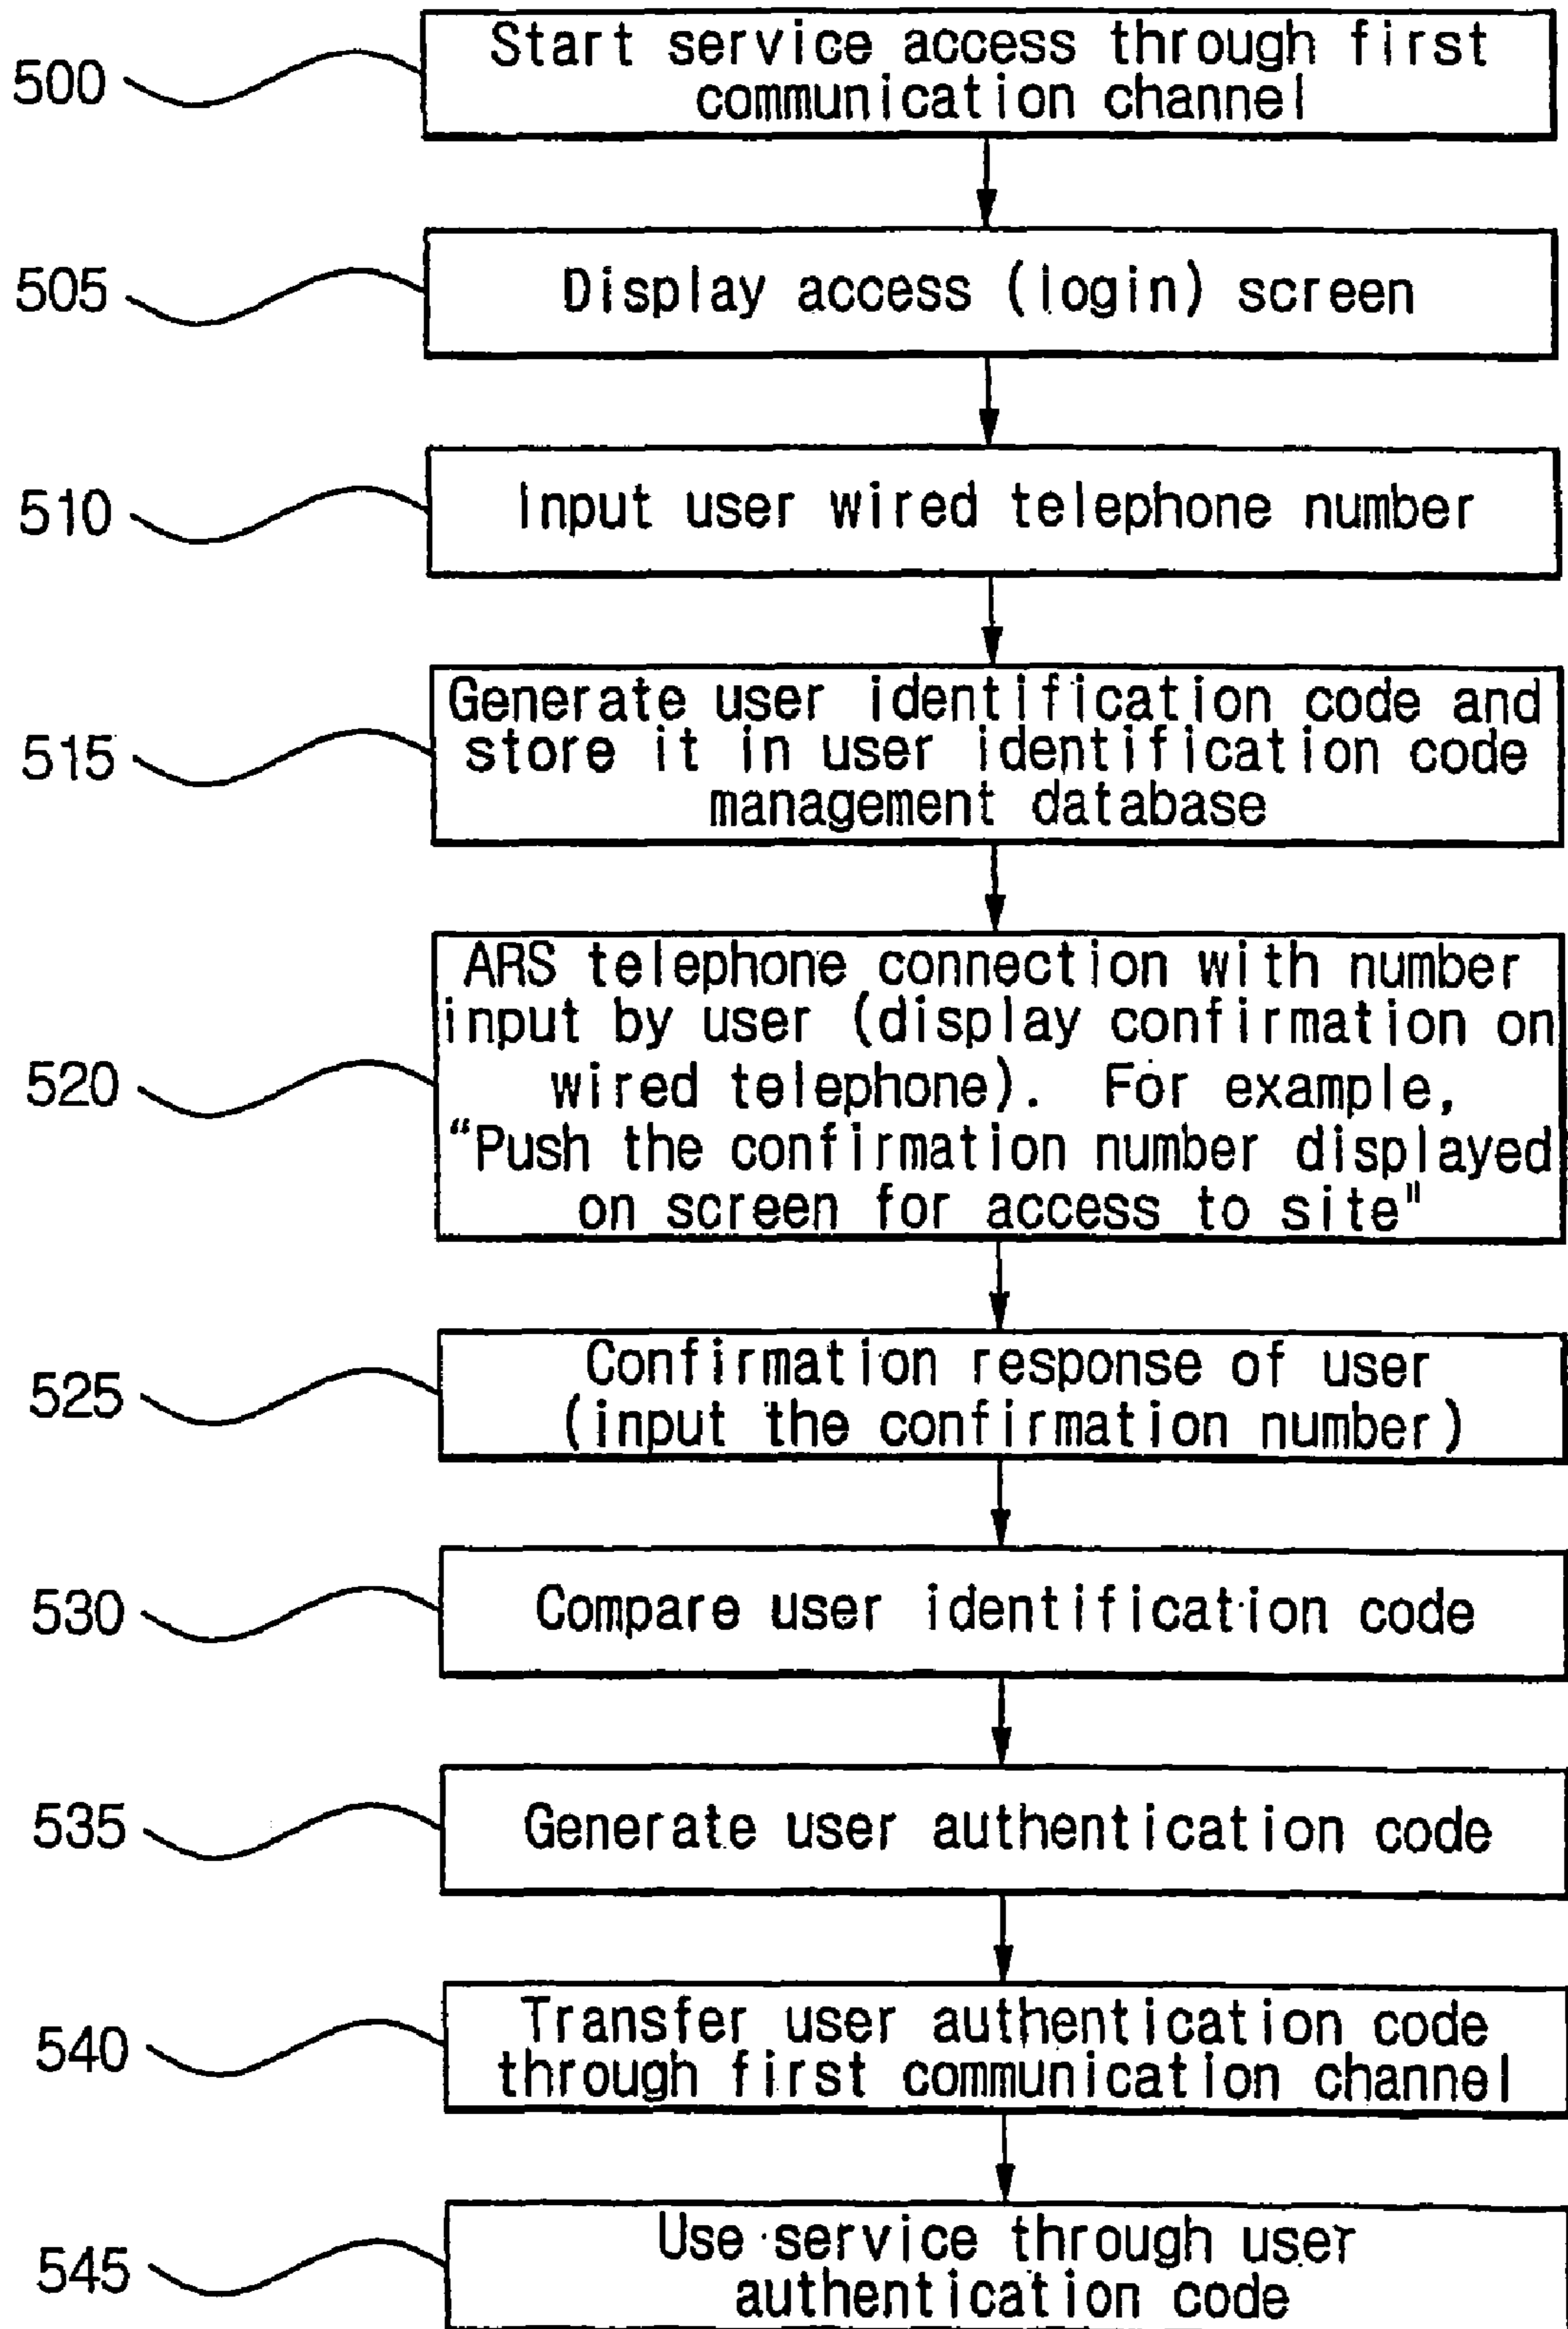 500
Start service access through first
communication channel
505
Display access (login) screen
510
Input user wired telephone number
515
Generate user identification code and
store it in user identification code
management database
520
ARS telephone connection with number
input by user (display confirmation on
wired telephone). For example,
“Push the confirmation number displayed
on screen for access to site"
525
Confirmation response of user
(input the confirmation number)
530
Compare user identification code
535
Generate user authentication code
540
Transfer user authentication code
through first communication channel
545
Use service through user
authentication code